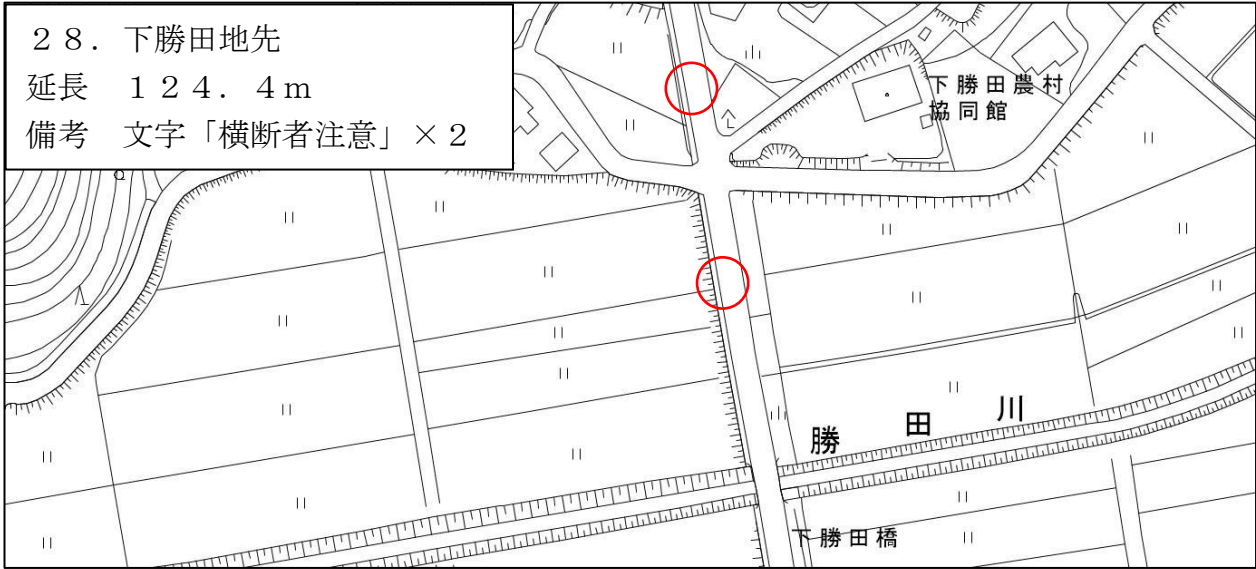 ２８．下勝田地先
延長　１２４．４ｍ
備考　文字「横断者注意」×２
下勝田農村
協同館
勝田川
下勝田橋